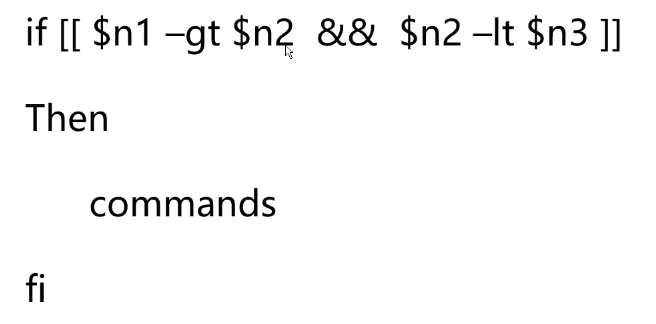 if [[ $n1 –gt $n2  &&  $n2 –lt $n3 ]]
Then
commands
fi